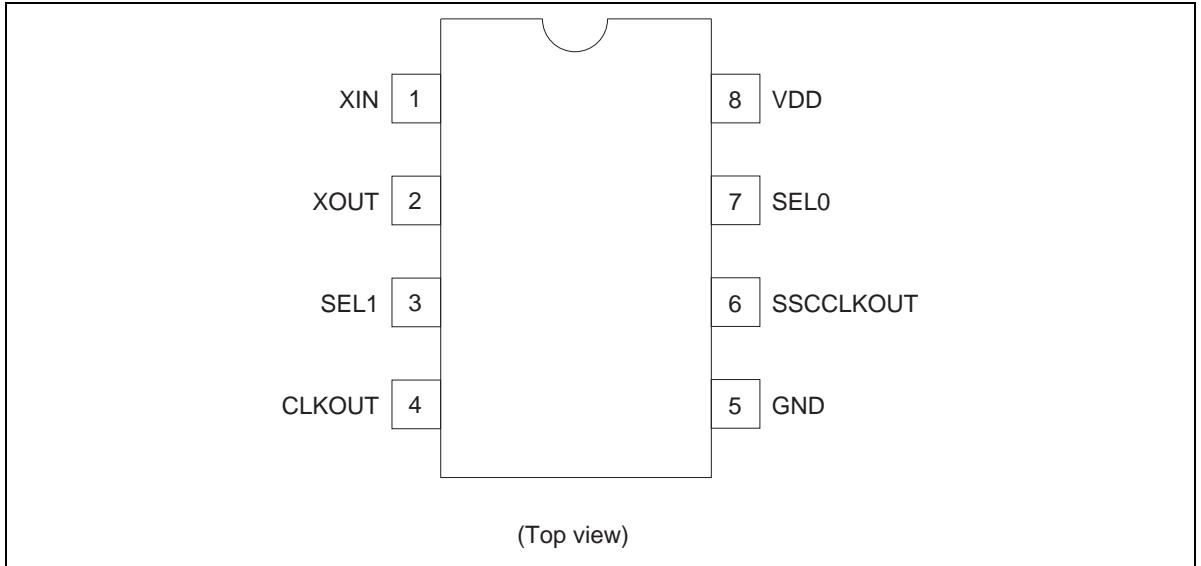 XIN 1 8 VDD
XOUT 2 7 SEL0
SEL1 3 6 SSCCLKOUT
CLKOUT 4 5 GND
(Top view)